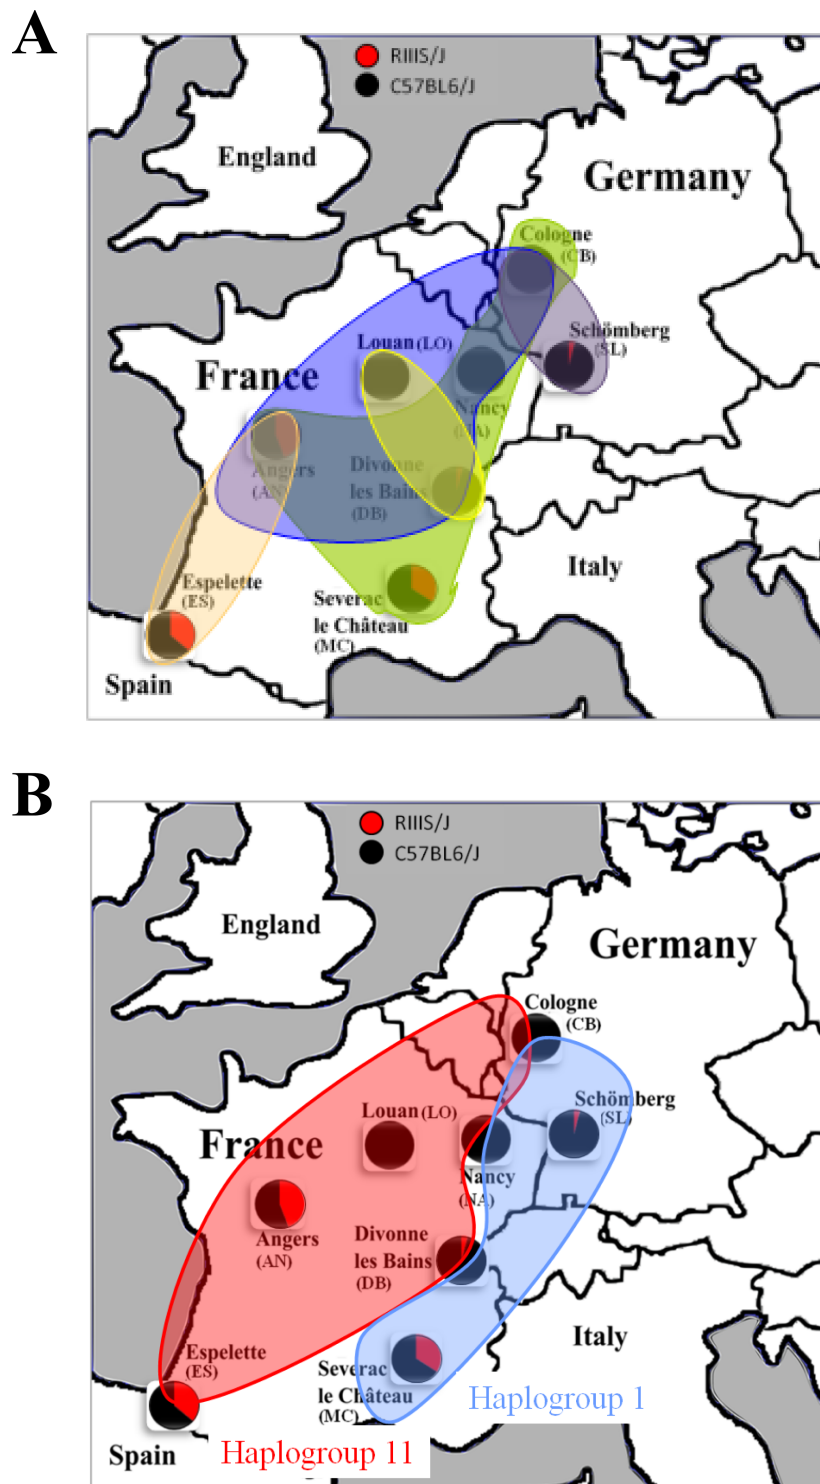 A
RIIIS/J
C57BL6/J
England
Germany
Cologne
(CB)
Schömberg
(SL)
Louan (LO)
France
Nancy
(NA)
Angers
(AN)
Divonne
les Bains
(DB)
Italy
Espelette
(ES)
Severac
le Château
(MC)
Spain
B
RIIIS/J
C57BL6/J
England
Germany
Cologne
(CB)
Schömberg
(SL)
Louan (LO)
France
Nancy
(NA)
Angers
(AN)
Divonne
les Bains
(DB)
Italy
Espelette
(ES)
Severac
le Château
(MC)
Haplogroup 1
Spain
Haplogroup 11